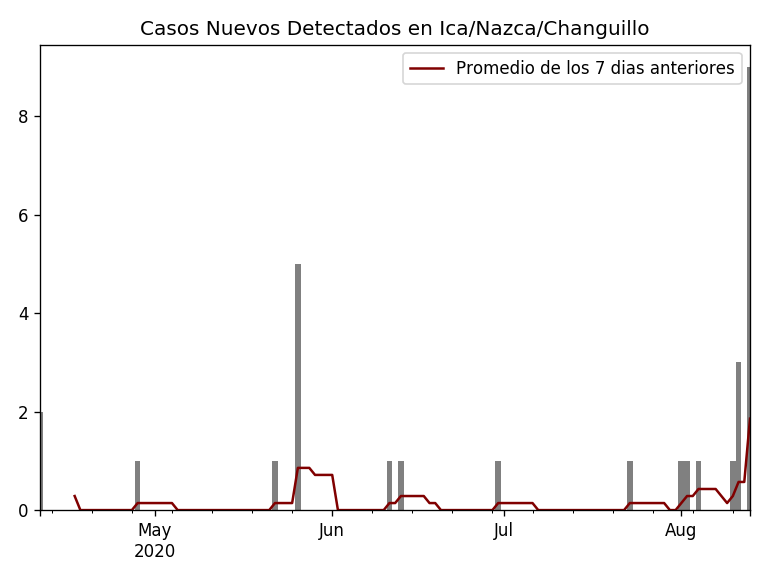 Casos Nuevos Detectados en Ica/Nazca/Changuillo
Promedio de los 7 dias anteriores
8
6
4
2
0
May Jun Jul Aug
2020